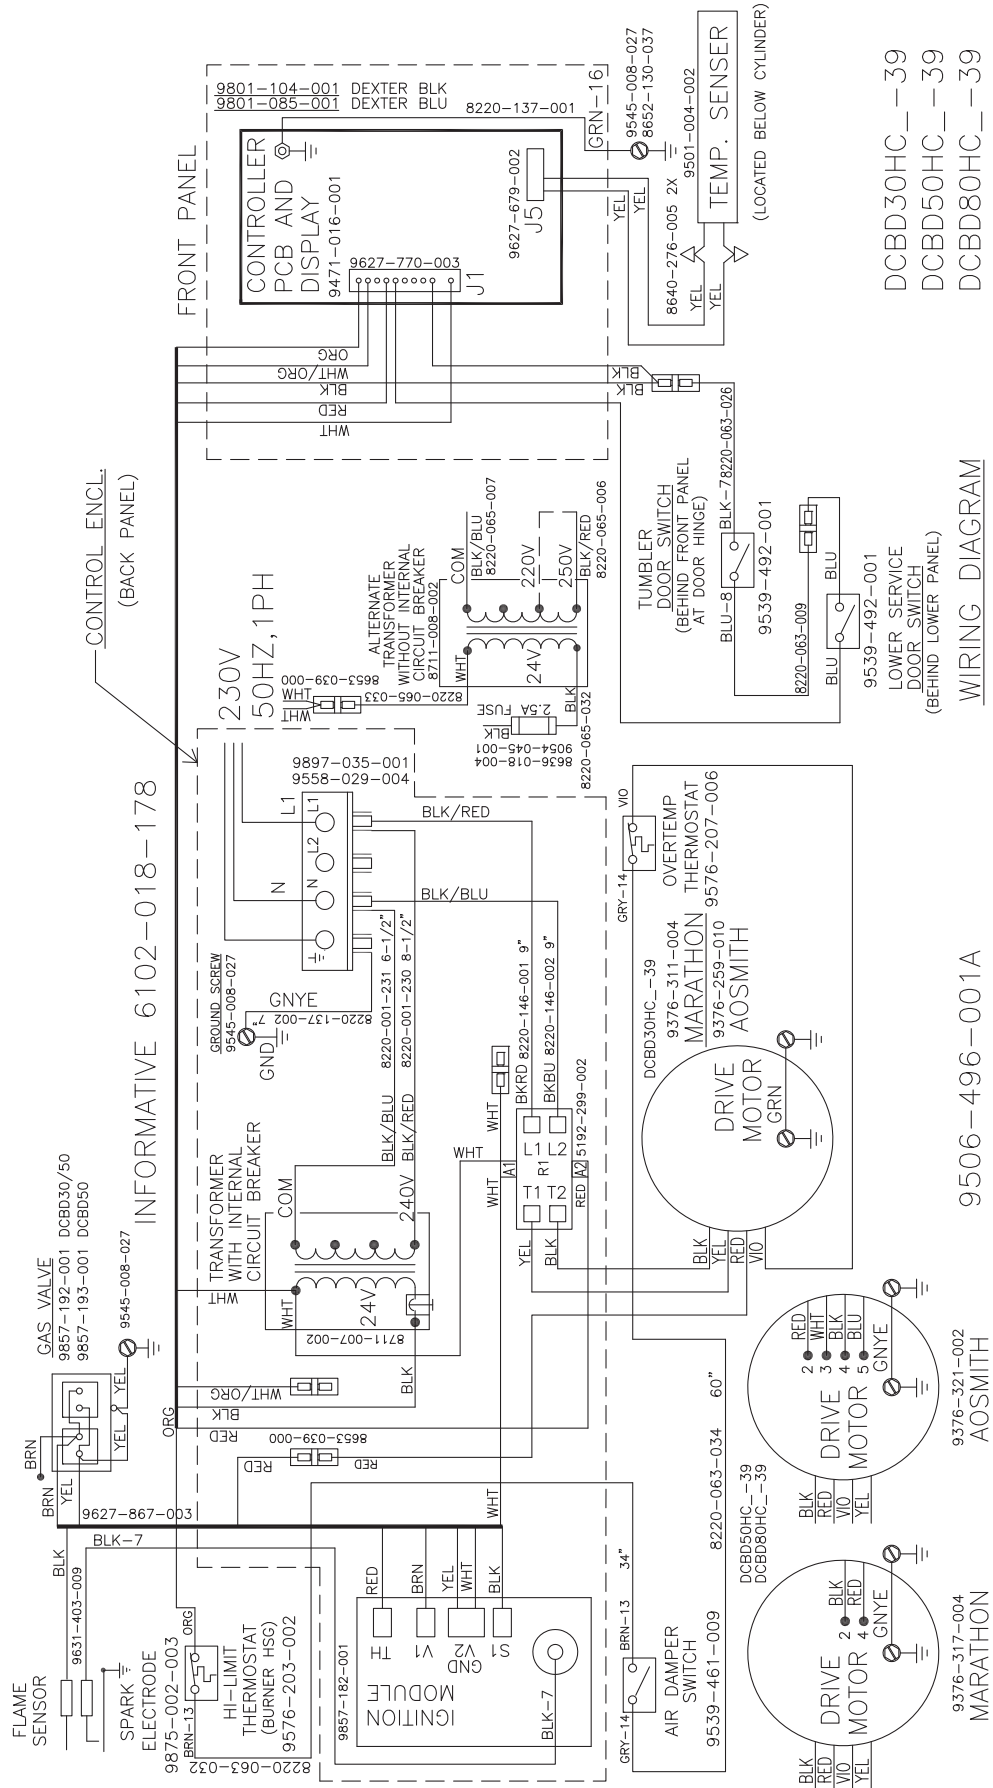 FLAME
SENSOR
BLK
9631-403-009
BLK-7
SPARK
ELECTRODE
9875-002-003
BRN-13
ORG
HI-LIMIT
THERMOSTAT
(BURNER HSG)
9576-203-002
8220-063-032
GAS VALVE
9857-192-001 DCBD30/50
9857-193-001 DCBD50
9545-008-027
BRN
BRN
YEL
YEL
YEL
9627-867-003
ORG
INFORMATIVE 6102-018-178
CONTROL ENCL.
(BACK PANEL)
FRONT PANEL
9801-104-001 DEXTER BLK
9801-085-001 DEXTER BLU
8220-137-001
GRN-16
CONTROLLER
PCB AND
DISPLAY
9471-016-001
9627-770-003
J1
9627-679-002
J5
9545-008-027
8652-130-037
YEL
YEL
8640-276-005 2X
YEL
YEL
9501-004-002
TEMP. SENSER
(LOCATED BELOW CYLINDER)
ORG
WHT/ORG
BLK
RED
WHT
BLK
BLK
230V
50HZ,1PH
WHT
WHT
8653-039-000
8220-065-033
ALTERNATE
TRANSFORMER
WITHOUT INTERNAL
CIRCUIT BREAKER
8711-008-002
COM
BLK/BLU
8220-065-007
220V
250V
BLK/RED
8220-065-006
WHT
24V
BLK
8220-065-032
2.5A FUSE
BLK
9054-045-001
8636-018-004
9897-035-001
9558-029-004
L1
L1
L2
N
N
BLK/RED
BLK/BLU
GROUND SCREW
9545-008-027
GND
GNYE
8220-137-002 7"
8220-001-231 6-1/2"
8220-001-230 8-1/2"
BLK/BLU
BLK/RED
TRANSFORMER
WITH INTERNAL
CIRCUIT BREAKER
COM
240V
24V
WHT
WHT
8711-007-002
BLK
WHT/ORG
BLK
RED
8653-039-000
RED
RED
WHT
WHT
WHT
WHT
BKRD 8220-146-001 9"
BKBU 8220-146-002 9"
5192-299-002
A1
L1 L2
R1
T1 T2
A2
RED
YEL
BLK
IGNITION
MODULE
9857-182-001
TH
V1
V2
GND
S1
RED
BRN
YEL
WHT
BLK
BLK-7
TUMBLER
DOOR SWITCH
(BEHIND FRONT PANEL
AT DOOR HINGE)
BLU-8
BLK-7
8220-063-026
9539-492-001
8220-063-009
BLU
BLU
9539-492-001
LOWER SERVICE
DOOR SWITCH
(BEHIND LOWER PANEL)
VIO
GRY-14
OVERTEMP
THERMOSTAT
9576-207-006
DCBD30HC_-39
9376-311-004
MARATHON
9376-259-010
AOSMITH
DRIVE
MOTOR
GRN
BLK
YEL
RED
VIO
GRY-14
BRN-13
34"
AIR DAMPER
SWITCH
9539-461-009
8220-063-034 60"
DCBD50HC_-39
DCBD80HC_-39
DRIVE
MOTOR
2 RED
3 WHT
4 BLK
5 BLU
GNYE
BLK
RED
VIO
YEL
9376-321-002
AOSMITH
DRIVE
MOTOR
2 BLK
4 RED
GNYE
BLK
RED
VIO
YEL
9376-317-004
MARATHON
9506-496-001A
WIRING DIAGRAM
DCBD30HC_-39
DCBD50HC_-39
DCBD80HC_-39